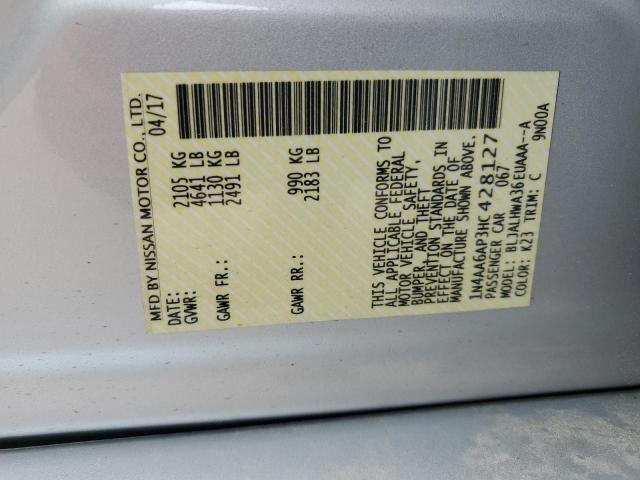 MFD BY NISSAN MOTOR CO., LTD.
DATE: 04/17
GVWR: 2105 KG
4641 LB
GAWR FR.: 1130 KG
2491 LB
GAWR RR.: 990 KG
2183 LB
THIS VEHICLE CONFORMS TO
ALL APPLICABLE FEDERAL
MOTOR VEHICLE SAFETY,
BUMPER, AND THEFT
PREVENTION STANDARDS IN
EFFECT ON THE DATE OF
MANUFACTURE SHOWN ABOVE.
1N4AA6AP3HC428127
PASSENGER CAR 067
MODEL: BLJALHWA36EUAAA--A
COLOR: K23 TRIM: C 9N00A